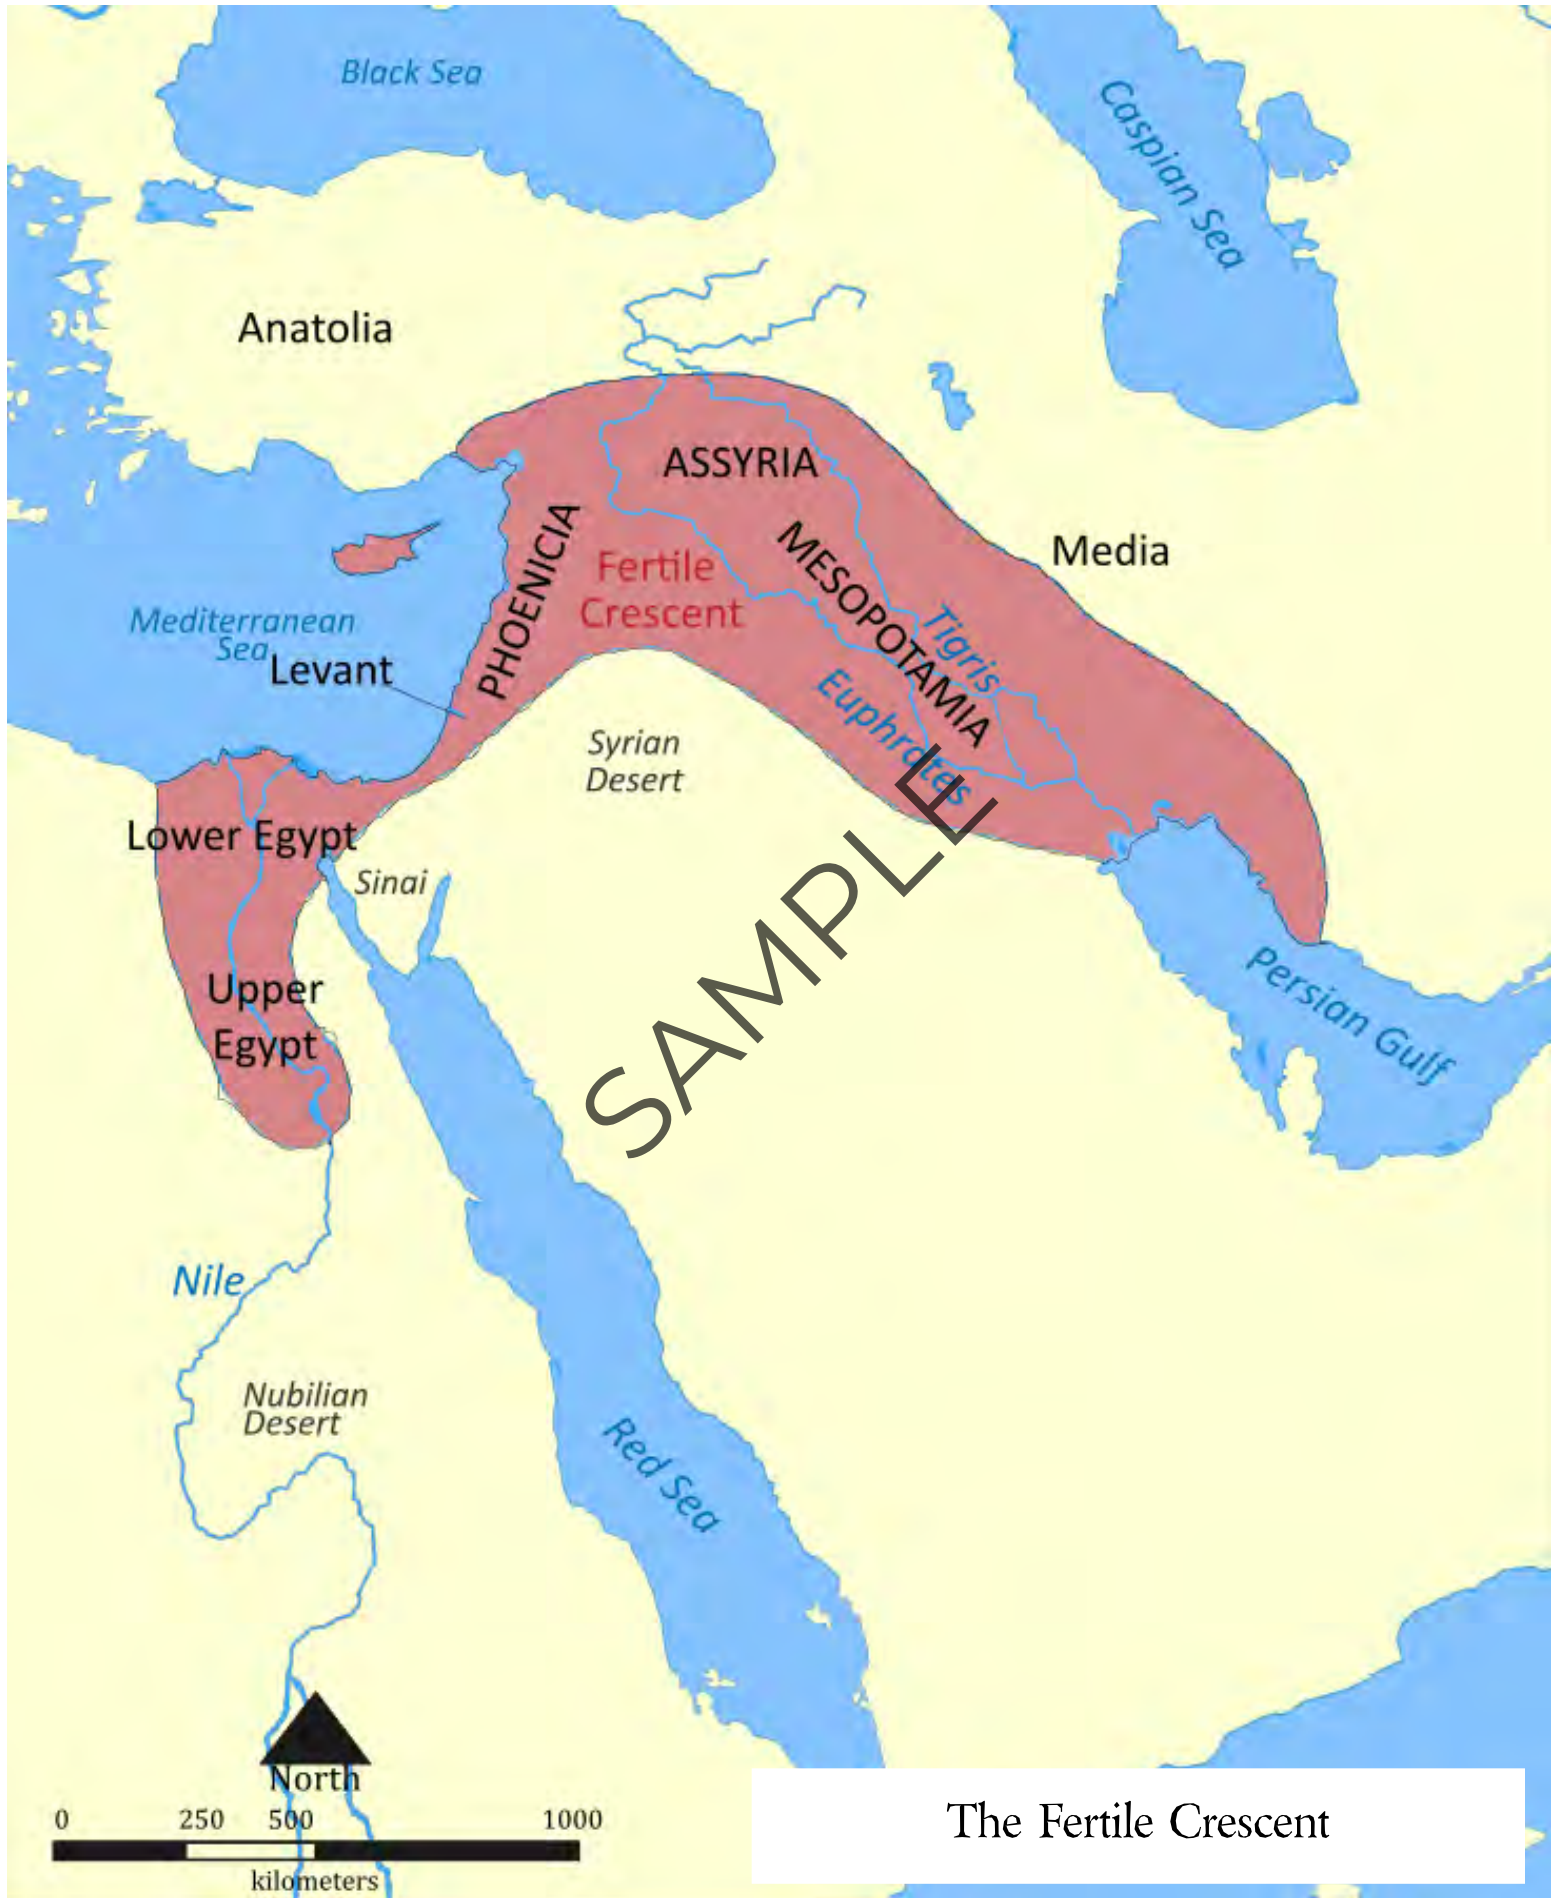 Black Sea
Caspian Sea
Anatolia
ASSYRIA
PHOENICIA
MESOPOTAMIA
Media
Fertile
Crescent
Tigris
Mediterranean
Sea
Levant
Euphrates
Syrian
Desert
Lower Egypt
Sinai
SAMPLE
Upper
Egypt
Persian Gulf
Nile
Nubilian
Desert
Red Sea
North
0 250 500 1000
kilometers
The Fertile Crescent